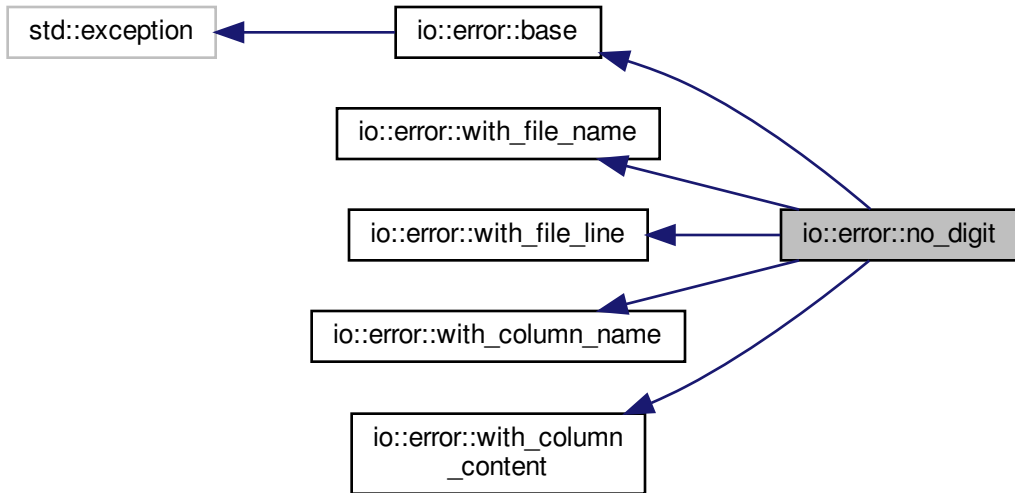 std::exception
io::error::base
io::error::with_file_name
io::error::with_file_line
io::error::no_digit
io::error::with_column_name
io::error::with_column
_content